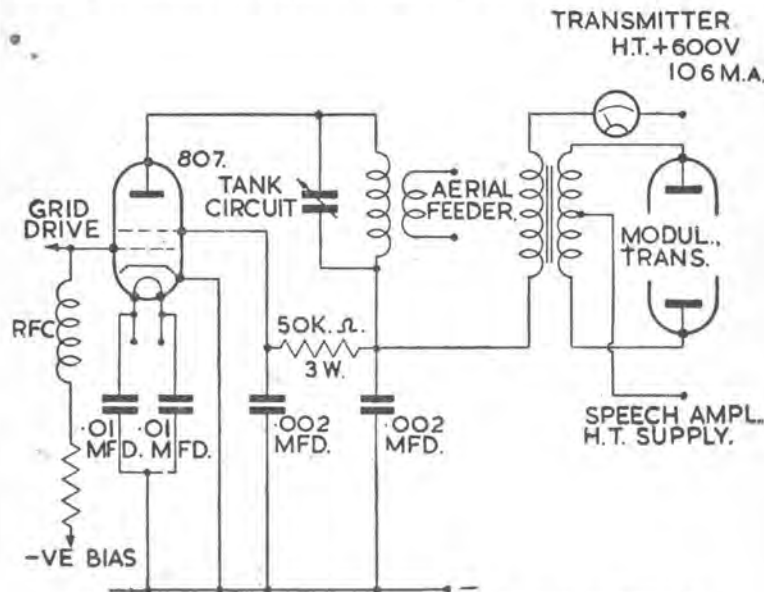 TRANSMITTER
H.T.+600V
106 M.A.
807.
TANK
CIRCUIT
AERIAL
FEEDER.
GRID
DRIVE
MODUL.,
TRANS.
RFC
50K. Ω.
3 W.
.01
MFD.
.01
MFD.
.002
MFD.
.002
MFD.
SPEECH AMPL..
H.T. SUPPLY.
-VE BIAS